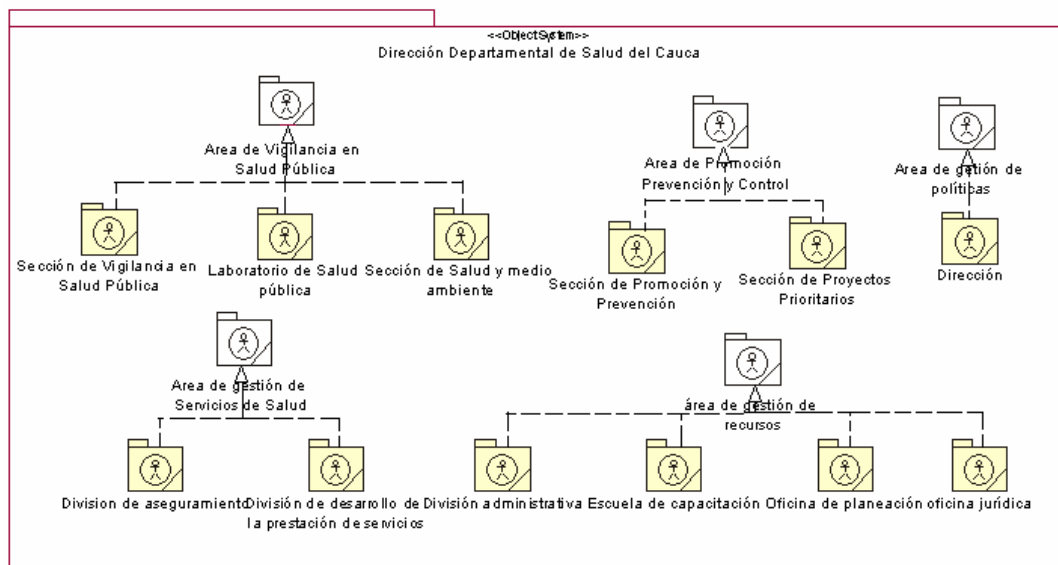 <<ObjectSystem>>
Dirección Departamental de Salud del Cauca
Area de Vigilancia en
Salud Pública
Area de Promoción
Prevención y Control
Area de getión de
políticas
Sección de Vigilancia en
Salud Pública
Laboratorio de Salud
pública
Sección de Salud y medio
ambiente
Sección de Promoción y
Prevención
Sección de Proyectos
Prioritarios
Dirección
Area de gestión de
Servicios de Salud
área de gestión de
recursos
Division de aseguramiento
División de desarrollo de
la prestación de servicios
División administrativa
Escuela de capacitación
Oficina de planeación
oficina jurídica